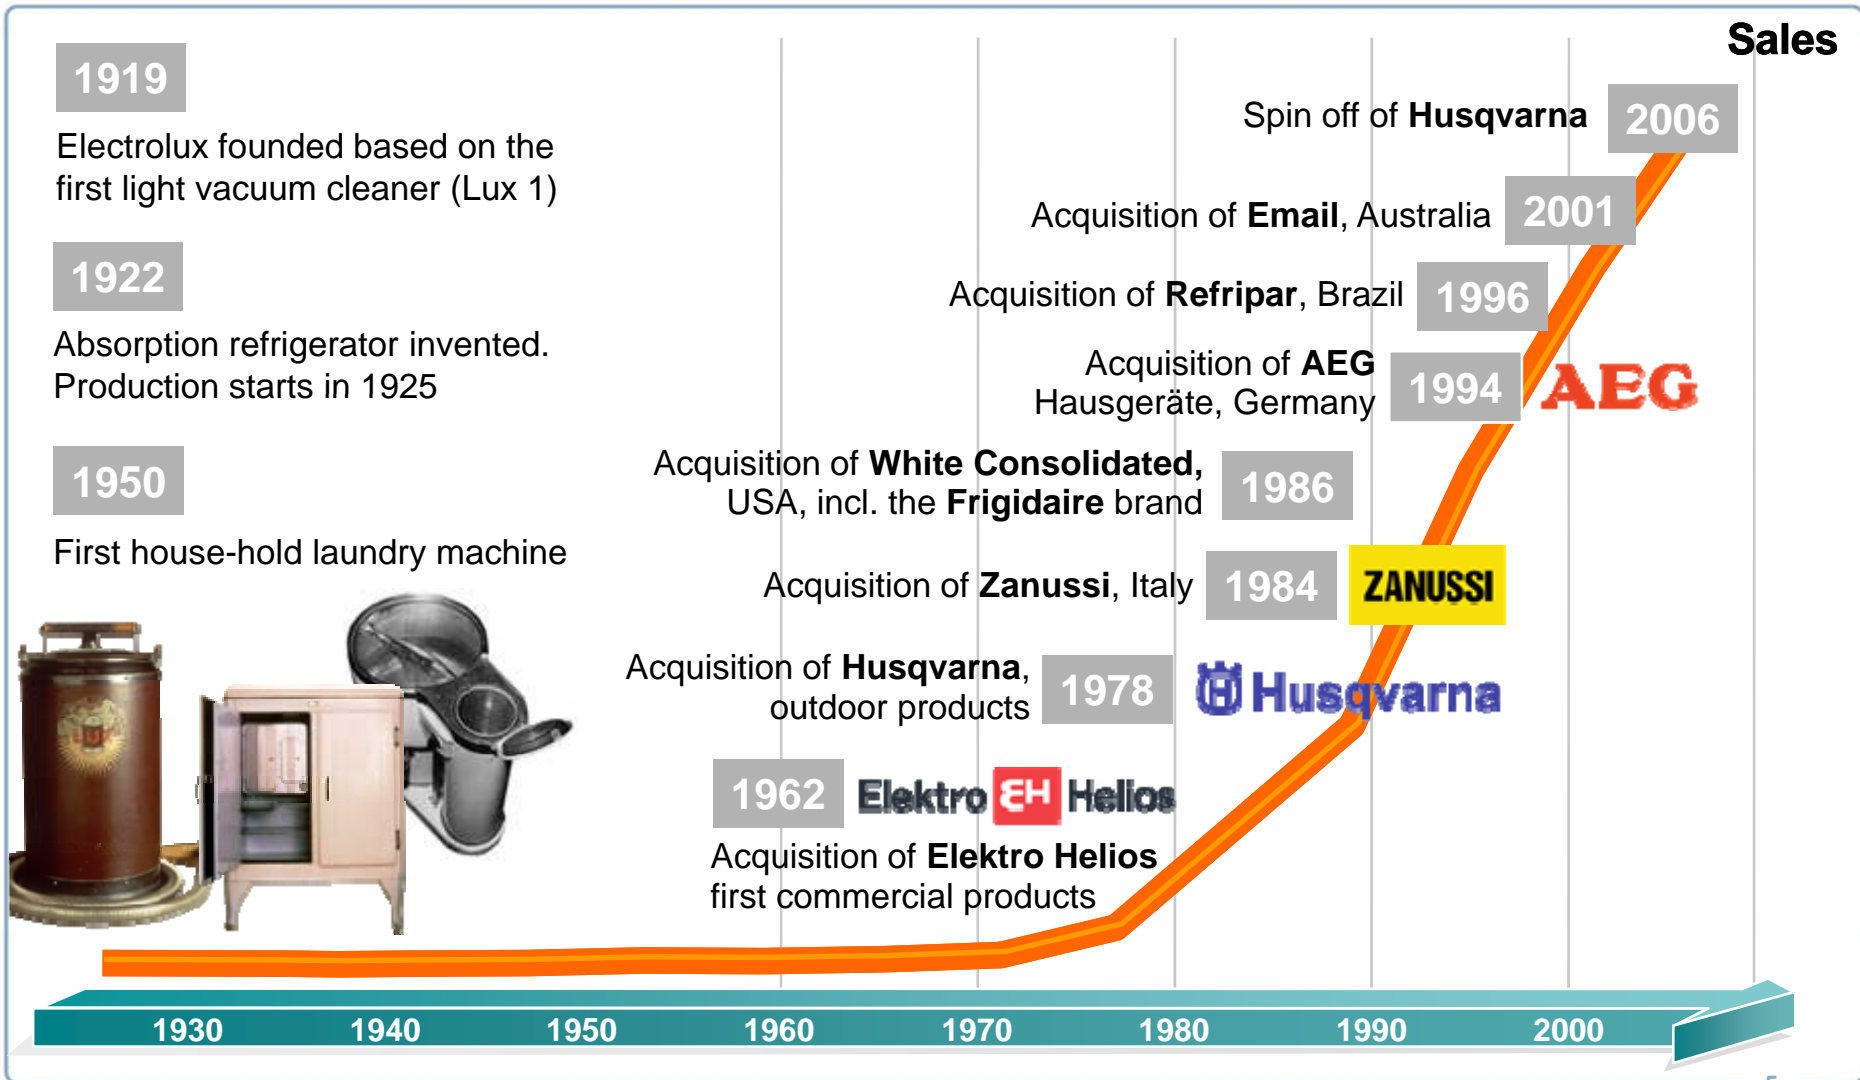 Sales
1919
Electrolux founded based on the
first light vacuum cleaner (Lux 1)
1922
Absorption refrigerator invented.
Production starts in 1925
1950
First house-hold laundry machine
Spin off of Husqvarna 2006
Acquisition of Email, Australia 2001
Acquisition of Refripar, Brazil 1996
Acquisition of AEG
Hausgeräte, Germany
1994
AEG
Acquisition of White Consolidated,
USA, incl. the Frigidaire brand
1986
Acquisition of Zanussi, Italy 1984
ZANUSSI
Acquisition of Husqvarna,
outdoor products
1978
H Husqvarna
1962
Elektro EH Helios
Acquisition of Elektro Helios
first commercial products
1930 1940 1950 1960 1970 1980 1990 2000